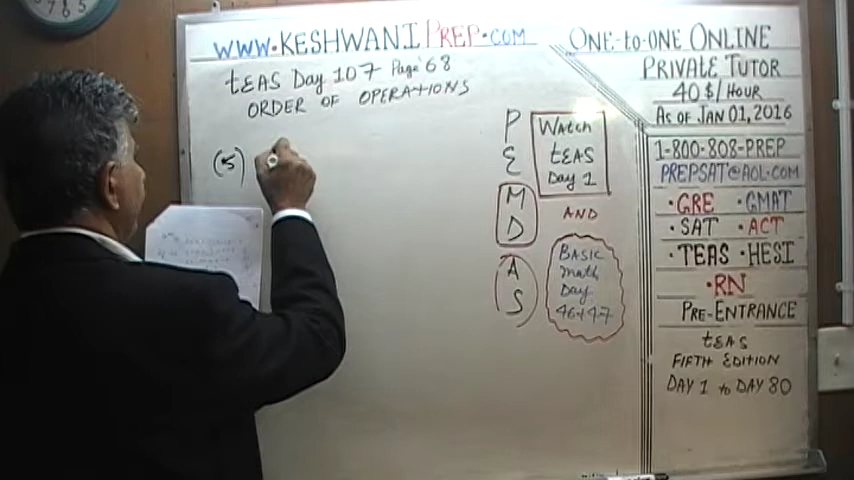 WWW.KESHWANIPREP.COM
tEAS Day 107 Page 68
ORDER OF OPERATIONS
(5)
P
E
M
D
A
S
Watch
tEAS
Day 1
AND
BASIC
math
Day
46+47
ONE-to-ONE ONLINE
PRIVATE TUTOR
40 $/HOUR
AS OF JAN 01, 2016
1-800-808-PREP
PREPSAT@AOL.COM
• GRE • GMAT
• SAT • ACT
• TEAS • HESI
• RN
PRE-ENTRANCE
tEAS
FIFTH EDITION
DAY 1 to DAY 80